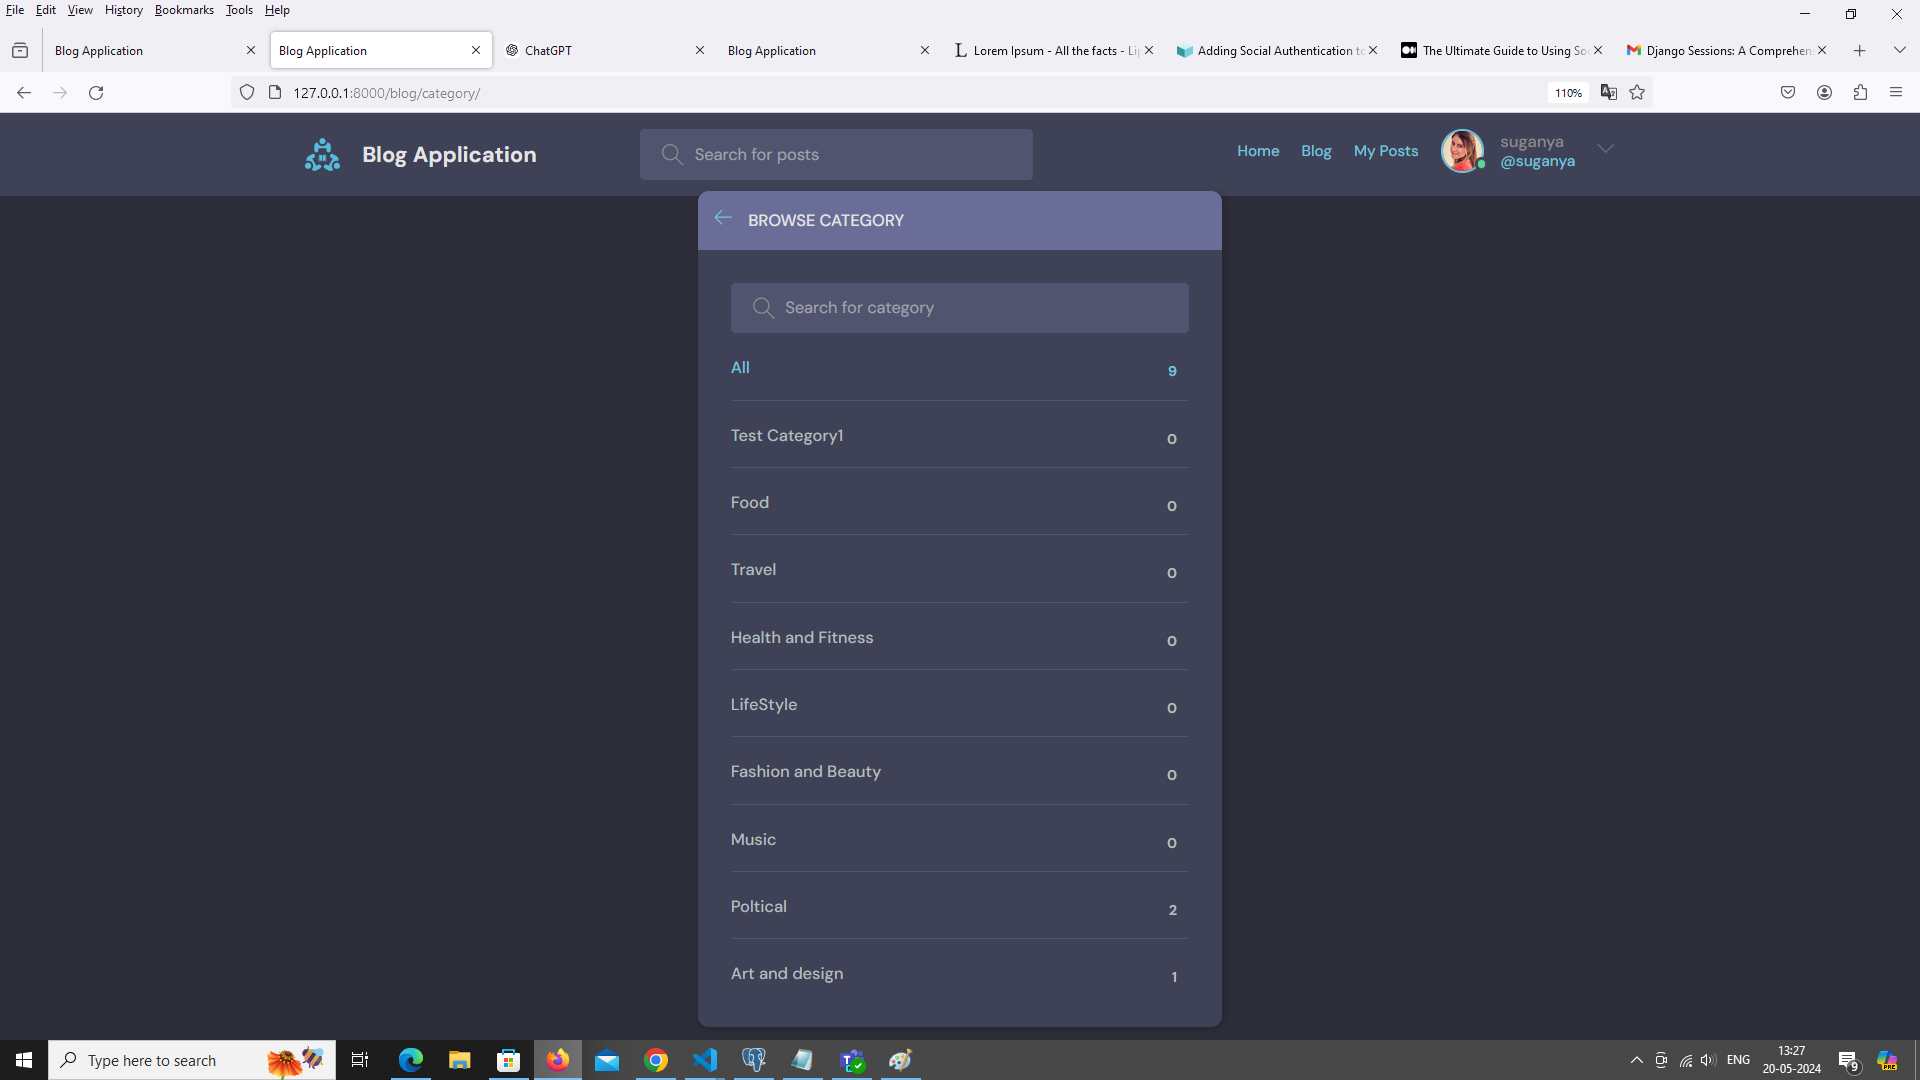 File Edit View History Bookmarks Tools Help
Blog Application
Blog Application
ChatGPT
Blog Application
Lorem Ipsum - All the facts - Lip
Adding Social Authentication to
The Ultimate Guide to Using So
Django Sessions: A Comprehen
127.0.0.1:8000/blog/category/
110%
Blog Application
Search for posts
Home
Blog
My Posts
suganya
@suganya
BROWSE CATEGORY
Search for category
All 9
Test Category1 0
Food 0
Travel 0
Health and Fitness 0
LifeStyle 0
Fashion and Beauty 0
Music 0
Poltical 2
Art and design 1
Type here to search
ENG
13:27
20-05-2024
9
PRE